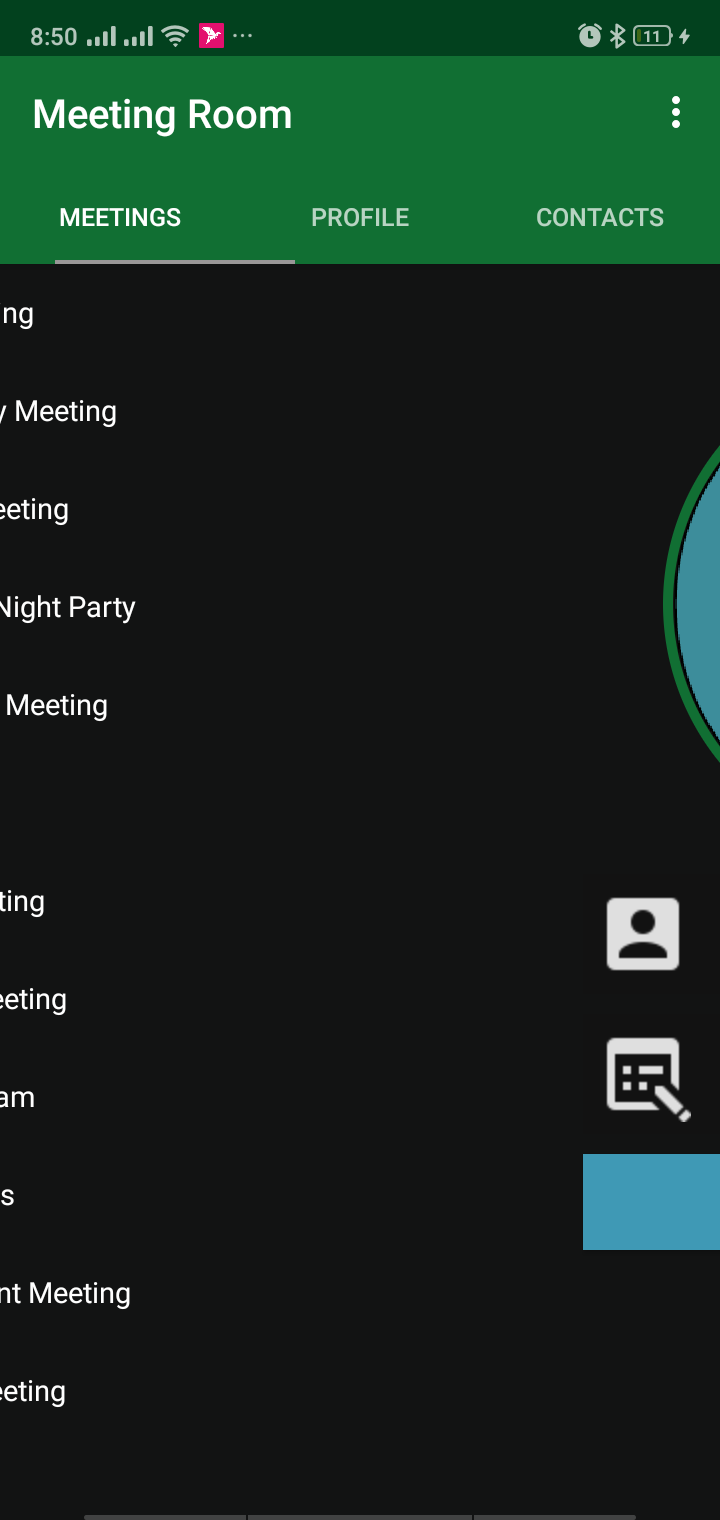 8:50
11
Meeting Room
MEETINGS PROFILE CONTACTS
ng
y Meeting
eeting
Night Party
Meeting
ting
eeting
am
s
nt Meeting
eeting